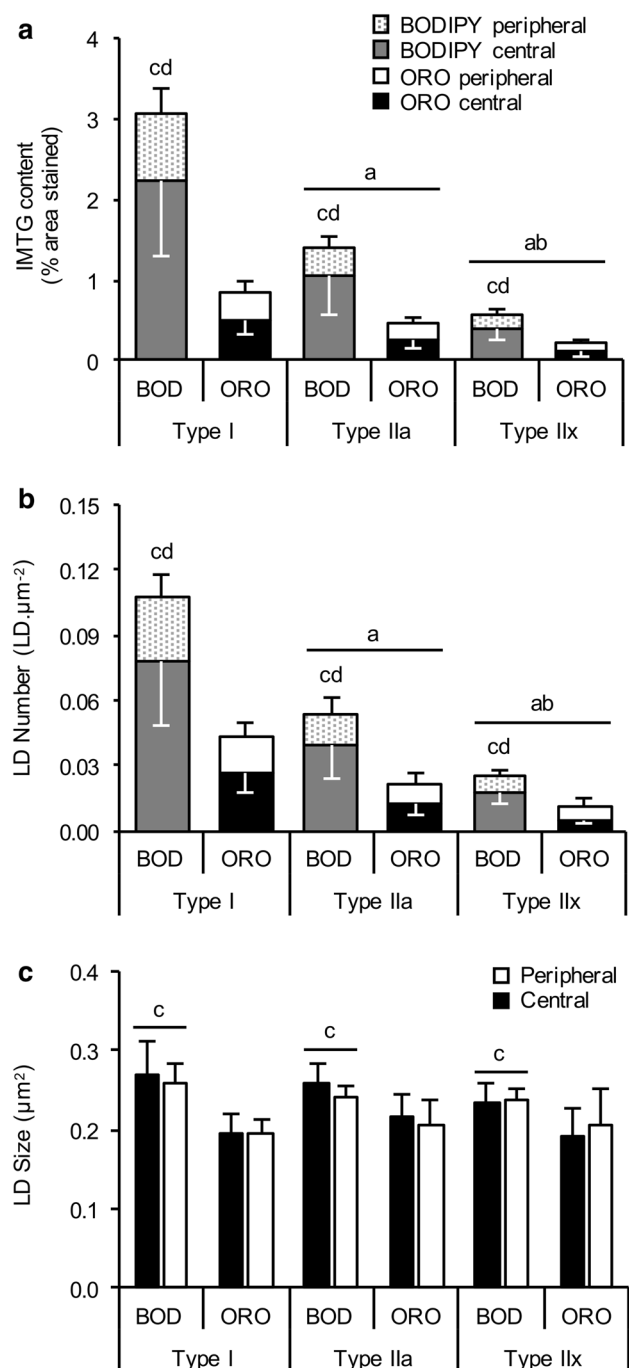 a
BODIPY peripheral
BODIPY central
ORO peripheral
ORO central
IMTG content
(% area stained)
4
3
2
1
0
cd
cd
a
cd
ab
BOD ORO BOD ORO BOD ORO
Type I Type IIa Type IIx
b
LD Number (LD.µm-2)
0.15
0.12
0.09
0.06
0.03
0.00
cd
cd
a
cd
ab
BOD ORO BOD ORO BOD ORO
Type I Type IIa Type IIx
c
Peripheral
Central
LD Size (µm2)
0.4
0.3
0.2
0.1
0.0
c
c
c
BOD ORO BOD ORO BOD ORO
Type I Type IIa Type IIx